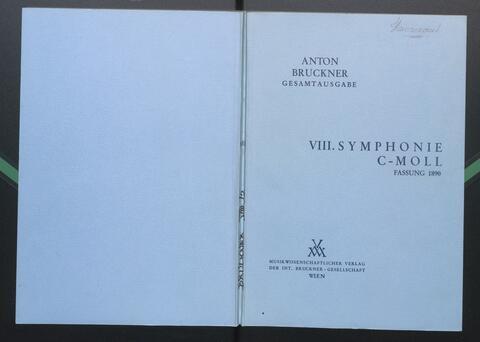 ANTON
BRUCKNER
GESAMTAUSGABE
VIII. SYMPHONIE
C-MOLL
FASSUNG 1890
MUSIKWISSENSCHAFTLICHER VERLAG
DER INT. BRUCKNER-GESELLSCHAFT
WIEN